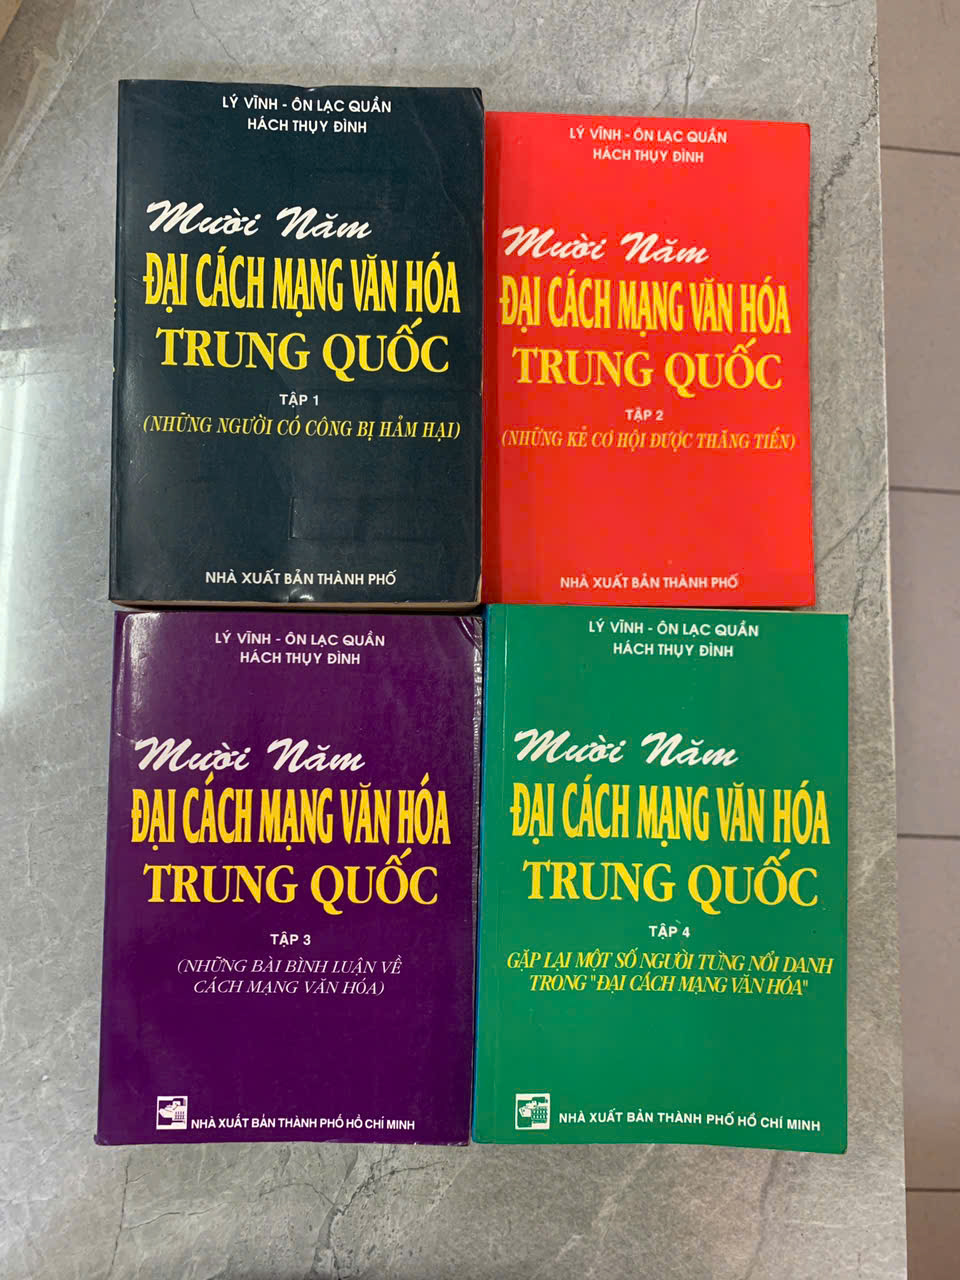 LÝ VĨNH - ÔN LẠC QUẦN
HÁCH THỤY ĐÌNH
Mười Năm
ĐẠI CÁCH MẠNG VĂN HÓA
TRUNG QUỐC
TẬP 1
(NHỮNG NGƯỜI CÓ CÔNG BỊ HẢM HẠI)
NHÀ XUẤT BẢN THÀNH PHỐ
LÝ VĨNH - ÔN LẠC QUẦN
HÁCH THỤY ĐÌNH
Mười Năm
ĐẠI CÁCH MẠNG VĂN HÓA
TRUNG QUỐC
TẬP 2
(NHỮNG KẺ CƠ HỘI ĐƯỢC THĂNG TIẾN)
NHÀ XUẤT BẢN THÀNH PHỐ
LÝ VĨNH - ÔN LẠC QUẦN
HÁCH THỤY ĐÌNH
Mười Năm
ĐẠI CÁCH MẠNG VĂN HÓA
TRUNG QUỐC
TẬP 3
(NHỮNG BÀI BÌNH LUẬN VỀ
CÁCH MẠNG VĂN HÓA)
NHÀ XUẤT BẢN THÀNH PHỐ HỒ CHÍ MINH
LÝ VĨNH - ÔN LẠC QUẦN
HÁCH THỤY ĐÌNH
Mười Năm
ĐẠI CÁCH MẠNG VĂN HÓA
TRUNG QUỐC
TẬP 4
GẶP LẠI MỘT SỐ NGƯỜI TỪNG NỔI DANH
TRONG "ĐẠI CÁCH MẠNG VĂN HÓA"
NHÀ XUẤT BẢN THÀNH PHỐ HỒ CHÍ MINH